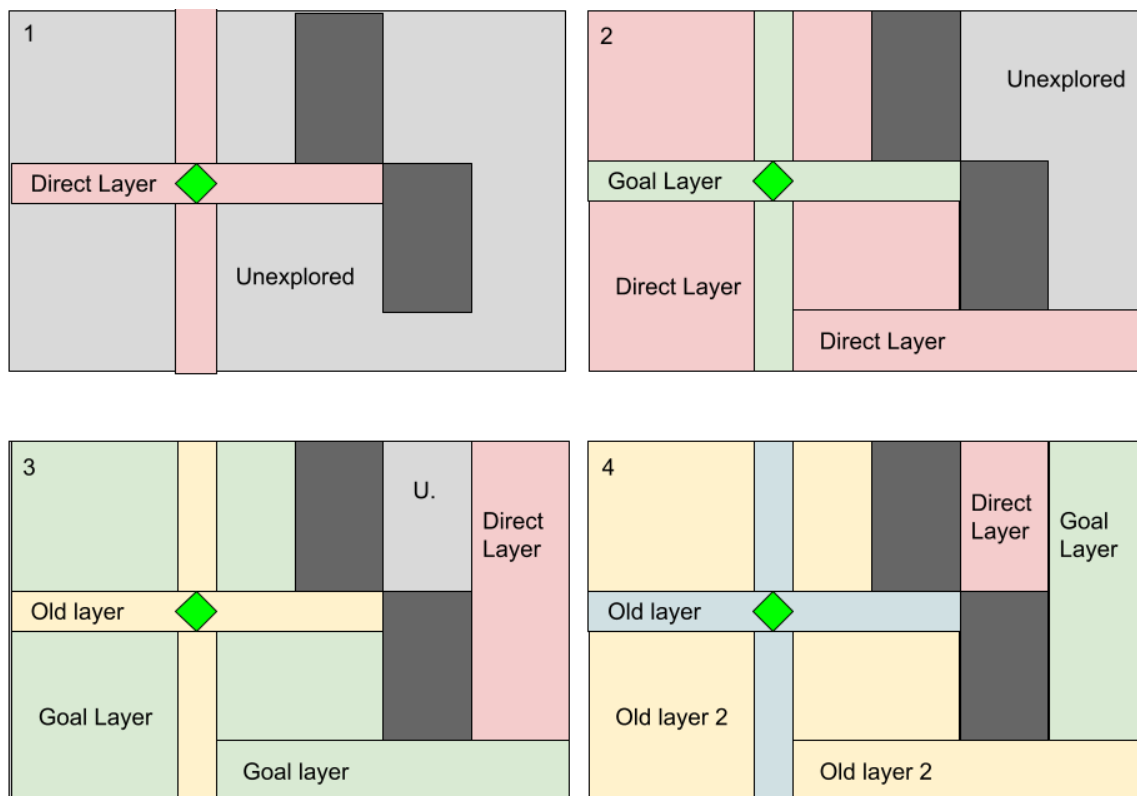 1
Direct Layer
Unexplored
2
Unexplored
Goal Layer
Direct Layer
Direct Layer
3
U.
Direct
Layer
Old layer
Goal Layer
Goal layer
4
Direct
Layer
Goal
Layer
Old layer
Old layer 2
Old layer 2